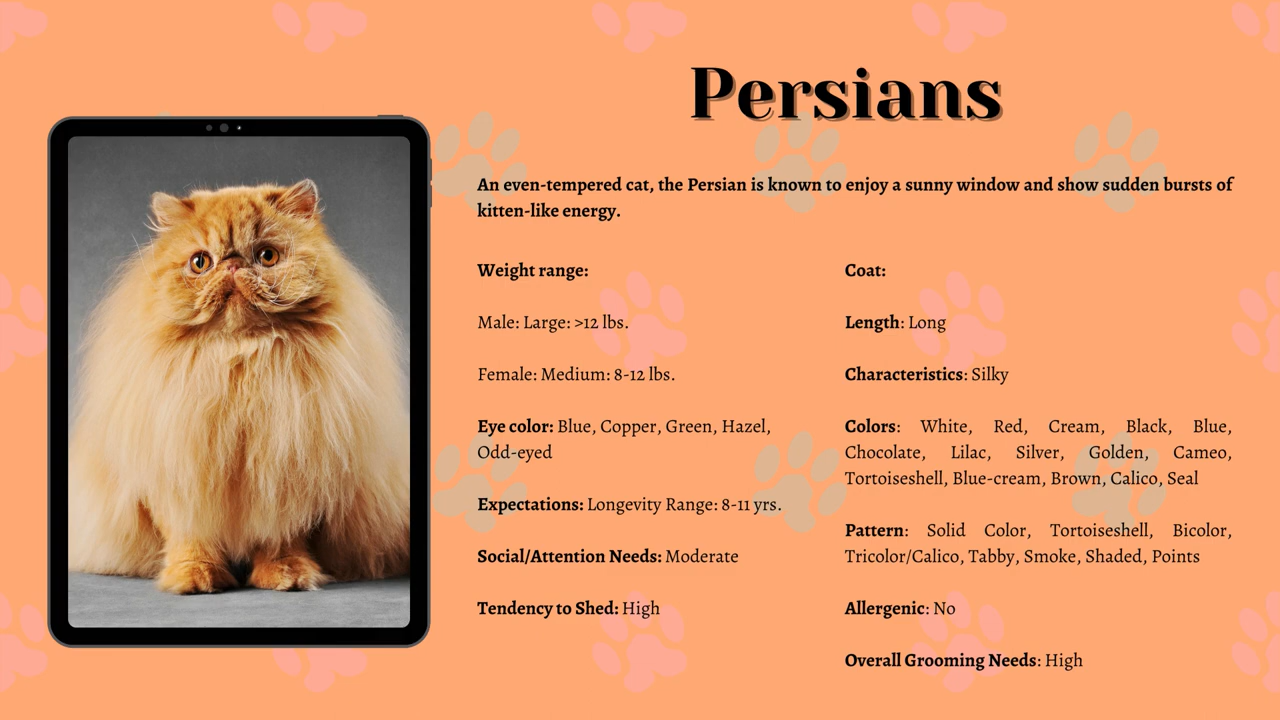 Persians
An even-tempered cat, the Persian is known to enjoy a sunny window and show sudden bursts of
kitten-like energy.
Weight range:
Male: Large: >12 lbs.
Female: Medium: 8-12 lbs.
Eye color: Blue, Copper, Green, Hazel,
Odd-eyed
Expectations: Longevity Range: 8-11 yrs.
Social/Attention Needs: Moderate
Tendency to Shed: High
Coat:
Length: Long
Characteristics: Silky
Colors: White, Red, Cream, Black, Blue,
Chocolate, Lilac, Silver, Golden, Cameo,
Tortoiseshell, Blue-cream, Brown, Calico, Seal
Pattern: Solid Color, Tortoiseshell, Bicolor,
Tricolor/Calico, Tabby, Smoke, Shaded, Points
Allergenic: No
Overall Grooming Needs: High